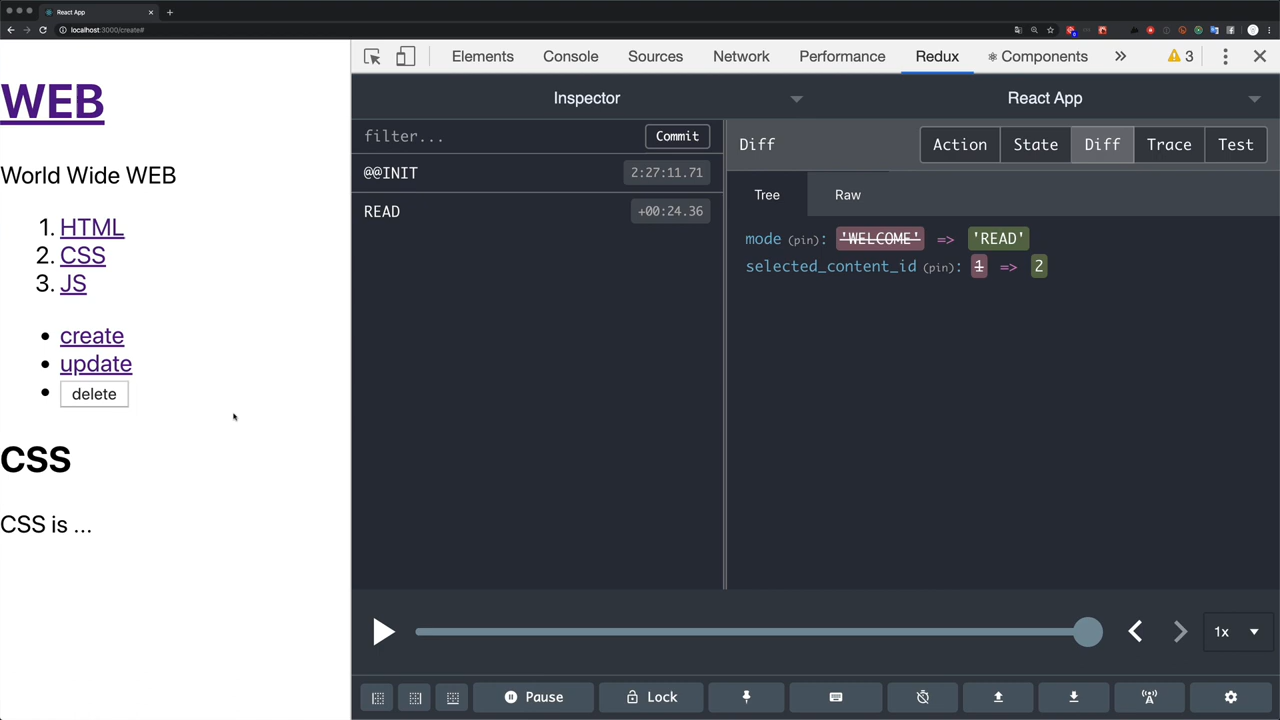 React App
localhost:3000/create#
WEB
World Wide WEB
1. HTML
2. CSS
3. JS
create
update
delete
CSS
CSS is ...
Elements Console Sources Network Performance Redux Components 3
Inspector React App
filter... Commit
@@INIT 2:27:11.71
READ +00:24.36
Diff Action State Diff Trace Test
Tree Raw
mode (pin): 'WELCOME' => 'READ'
selected_content_id (pin): 1 => 2
1x
Pause Lock